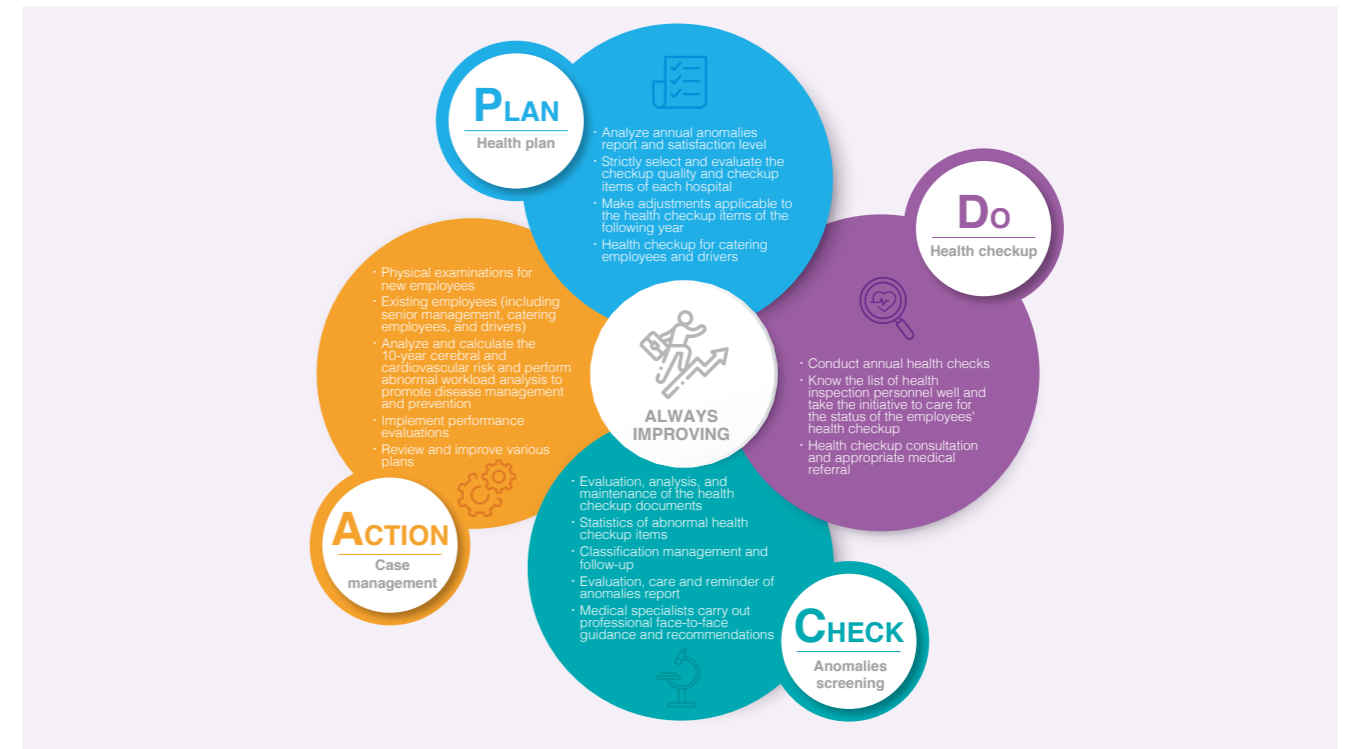 PLAN
Health plan
· Analyze annual anomalies
report and satisfaction level
· Strictly select and evaluate the
checkup quality and checkup
items of each hospital
· Make adjustments applicable to
the health checkup items of the
following year
· Health checkup for catering
employees and drivers
DO
Health checkup
· Conduct annual health checks
· Know the list of health
inspection personnel well and
take the initiative to care for
the status of the employees'
health checkup
· Health checkup consultation
and appropriate medical
referral
CHECK
Anomalies
screening
· Evaluation, analysis, and
maintenance of the health
checkup documents
· Statistics of abnormal health
checkup items
· Classification management and
follow-up
· Evaluation, care and reminder of
anomalies report
· Medical specialists carry out
professional face-to-face
guidance and recommendations
ACTION
Case
management
· Physical examinations for
new employees
· Existing employees (including
senior management, catering
employees, and drivers)
· Analyze and calculate the
10-year cerebral and
cardiovascular risk and perform
abnormal workload analysis to
promote disease management
and prevention
· Implement performance
evaluations
· Review and improve various
plans
ALWAYS
IMPROVING